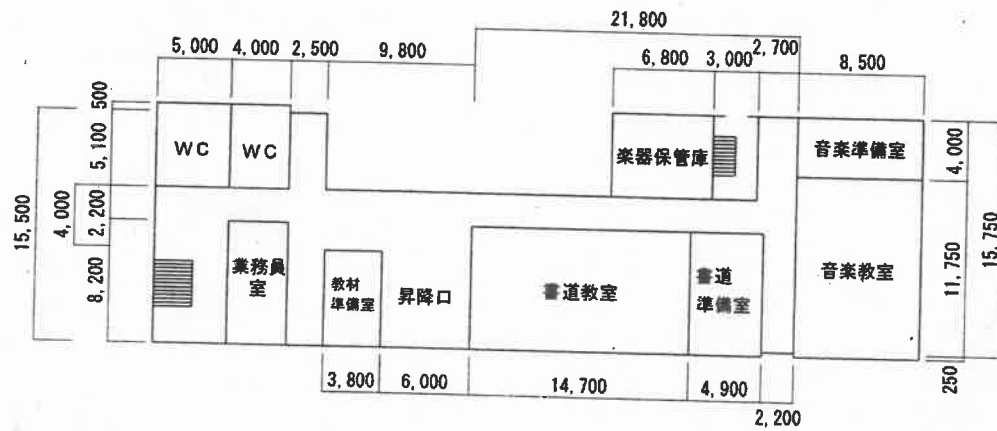 21,800
5,000
4,000
2,500
9,800
6,800
3,000
2,700
8,500
500
5,100
2,200
8,200
4,000
15,500
WC
WC
楽器保管庫
音楽準備室
業務員
室
教材
準備室
昇降口
書道教室
書道
準備室
音楽教室
4,000
11,750
15,750
250
3,800
6,000
14,700
4,900
2,200